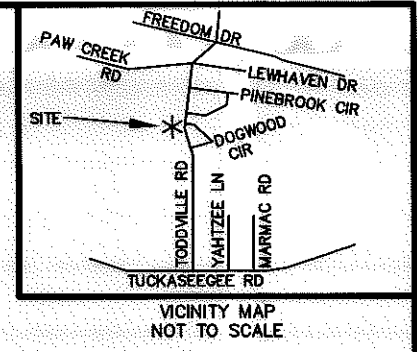 FREEDOM DR
PAW CREEK
RD
LEWHAVEN DR
PINEBROOK CIR
SITE
DOGWOOD
CIR
TODDVILLE RD
YAHTZEE LN
MARMAC RD
TUCKASEEGEE RD
VICINITY MAP
NOT TO SCALE